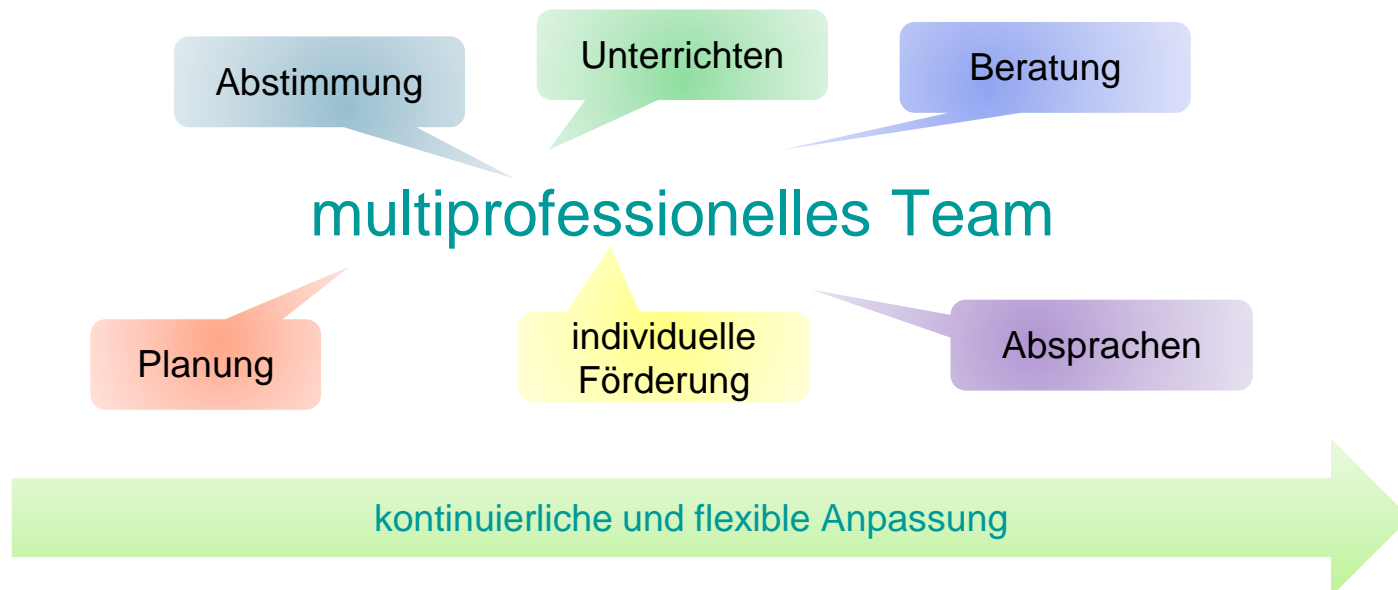 Abstimmung
Unterrichten
Beratung
multiprofessionelles Team
Planung
individuelle
Förderung
Absprachen
kontinuierliche und flexible Anpassung